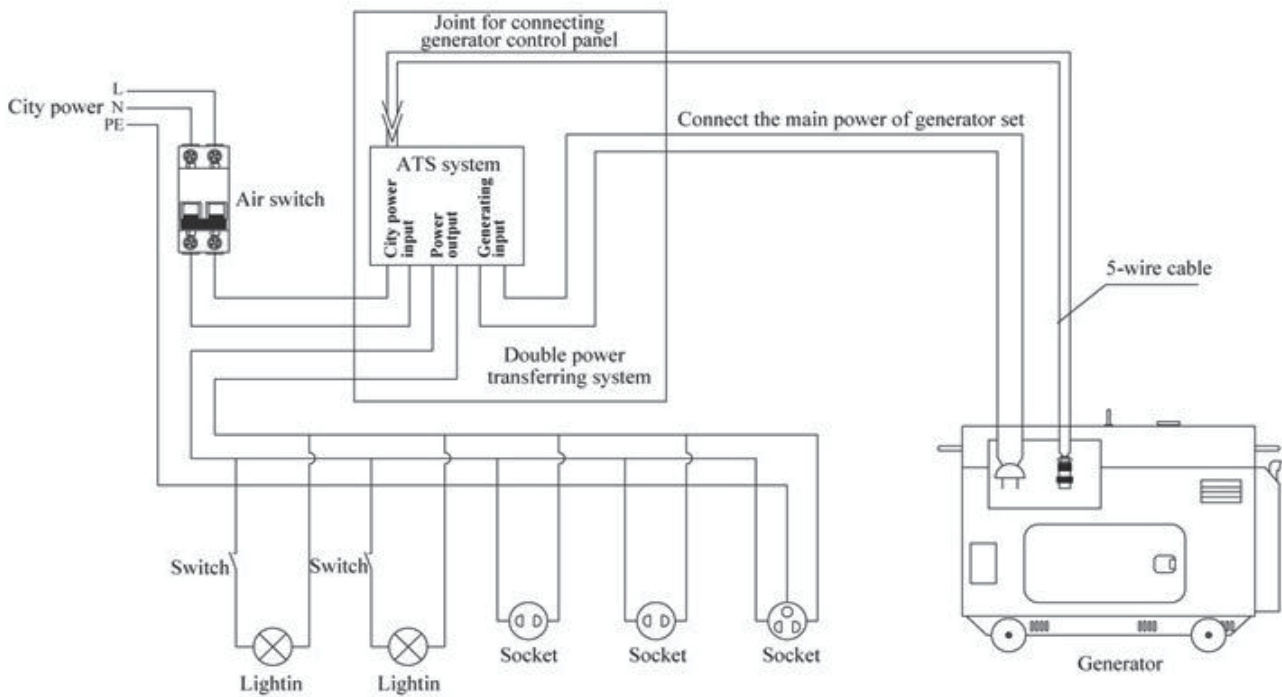 Joint for connecting
generator control panel
L
City power N
PE
Connect the main power of generator set
ATS system
Air switch
City power
input
Power
output
Generating
input
5-wire cable
Double power
transferring system
Switch
Switch
Socket
Socket
Socket
Generator
Lightin
Lightin